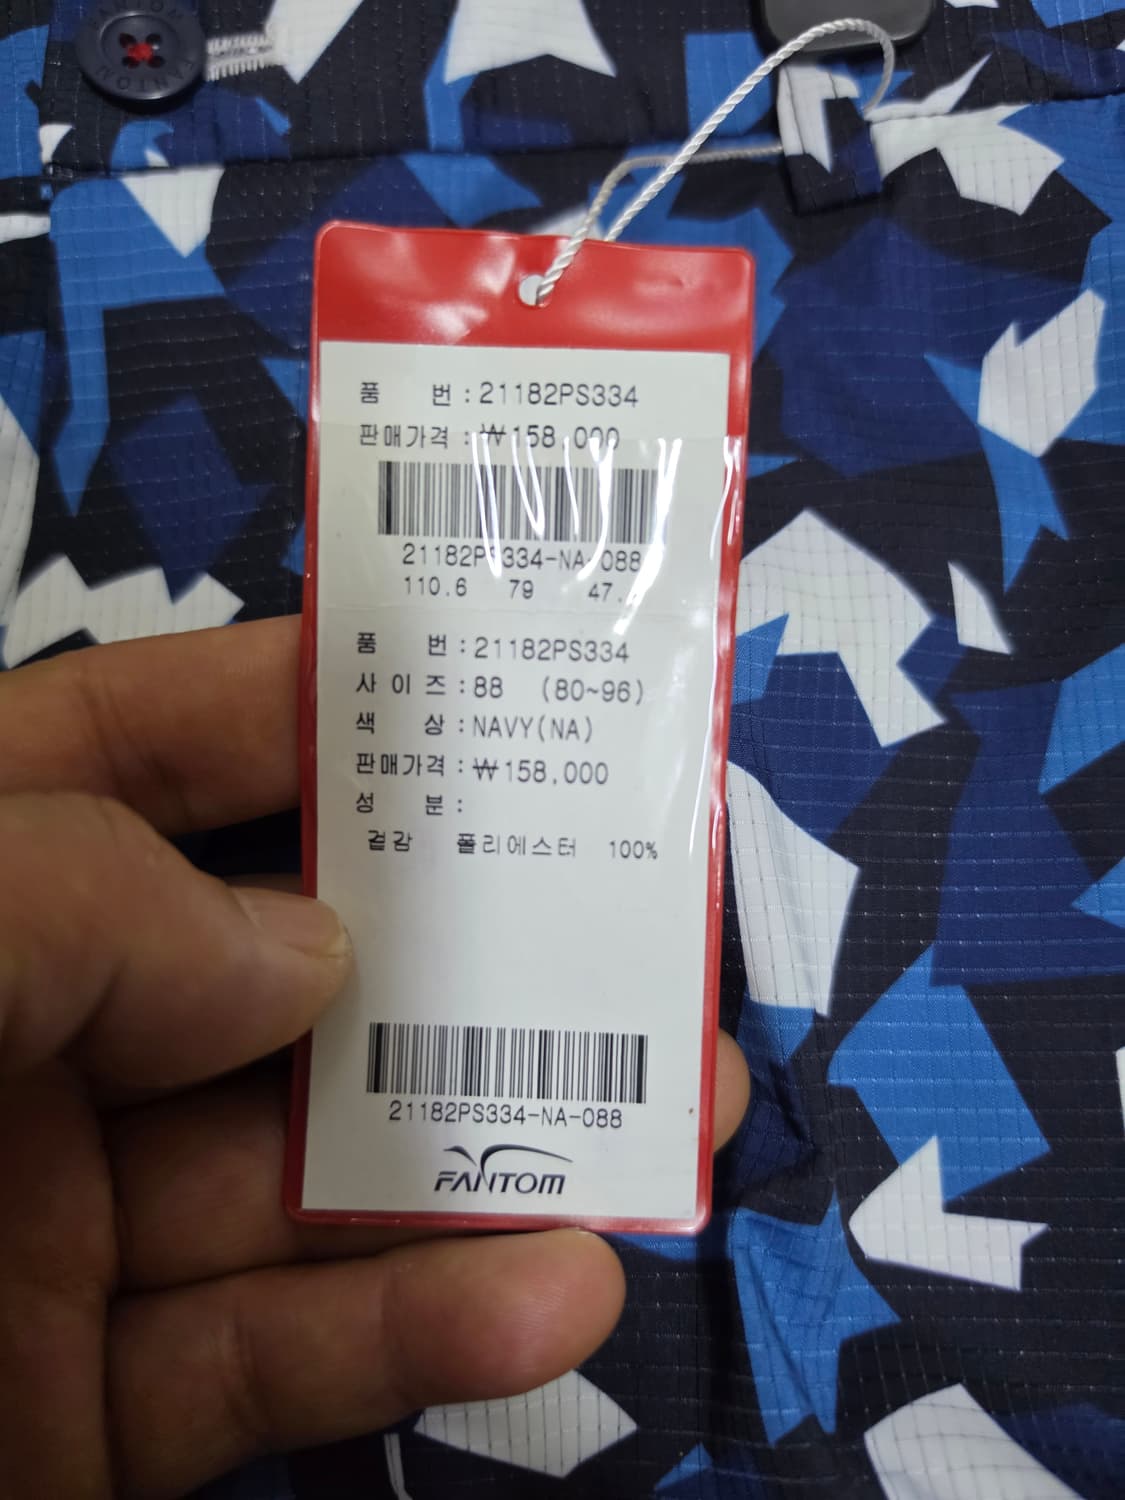 FANTOM FANTOM
품 번 : 21182PS334
판매가격 : ₩158,000
21182PS334-NA-088
110.6 79
품 번 : 21182PS334
사 이 즈 : 88 (80~96)
색 상 : NAVY(NA)
판매가격 : ₩158,000
성 분 :
겉감 폴리에스터 100%
21182PS334-NA-088
FANTOM